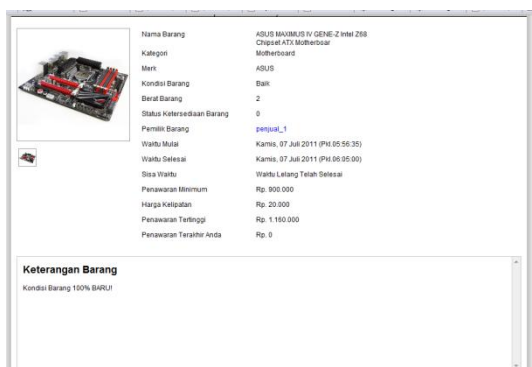 Nama Barang ASUS MAXIMUS IV GENE-Z Intel Z68
Chipset ATX Motherboar
Kategori Motherboard
Merk ASUS
Kondisi Barang Baik
Berat Barang 2
Status Ketersediaan Barang 0
Pemilik Barang penjual_1
Waktu Mulai Kamis, 07 Juli 2011 (Pkl.05:56:35)
Waktu Selesai Kamis, 07 Juli 2011 (Pkl.06:05:00)
Sisa Waktu Waktu Lelang Telah Selesai
Penawaran Minimum Rp. 900.000
Harga Kelipatan Rp. 20.000
Penawaran Tertinggi Rp. 1.160.000
Penawaran Terakhir Anda Rp. 0
Keterangan Barang
Kondisi Barang 100% BARU!